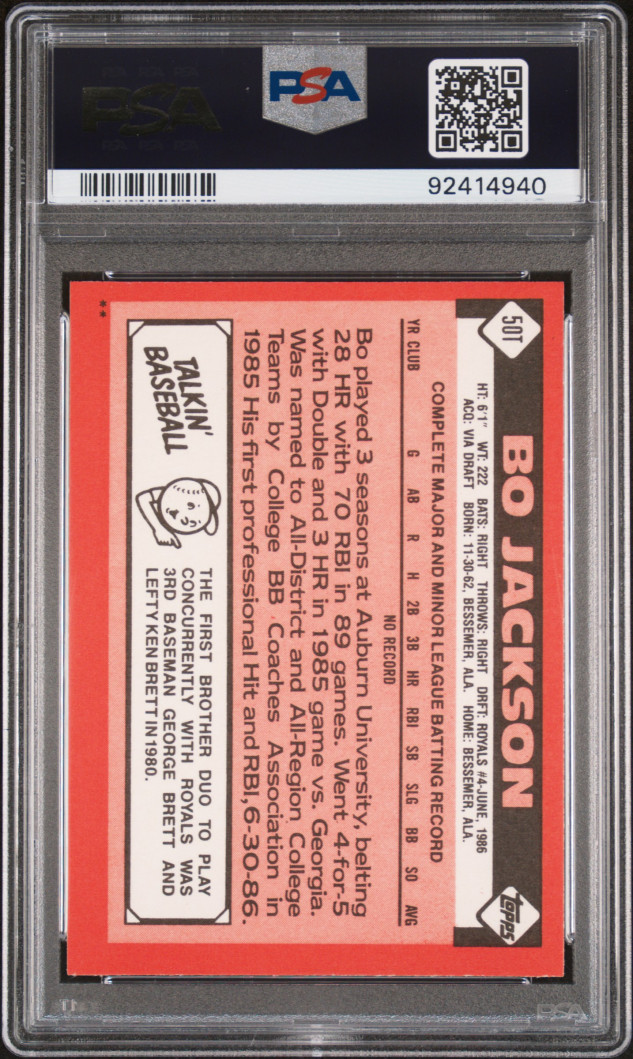 PSA
PSA
92414940
50T
BO JACKSON
topps
HT: 6'1" WT: 222 BATS: RIGHT THROWS: RIGHT DRFT: ROYALS #4-JUNE, 1986
ACQ: VIA DRAFT BORN: 11-30-62, BESSEMER, ALA. HOME: BESSEMER, ALA.
COMPLETE MAJOR AND MINOR LEAGUE BATTING RECORD
YR CLUB G AB R H 2B 3B HR RBI SB SLG BB SO AVG
NO RECORD
Bo played 3 seasons at Auburn University, belting
28 HR with 70 RBI in 89 games. Went 4-for-5
with Double and 3 HR in 1985 game vs. Georgia.
Was named to All-District and All-Region College
Teams by College BB Coaches Association in
1985 His first professional Hit and RBI, 6-30-86.
TALKIN'
BASEBALL
THE FIRST BROTHER DUO TO PLAY
CONCURRENTLY WITH ROYALS WAS
3RD BASEMAN GEORGE BRETT AND
LEFTY KEN BRETT IN 1980.
**
PSA